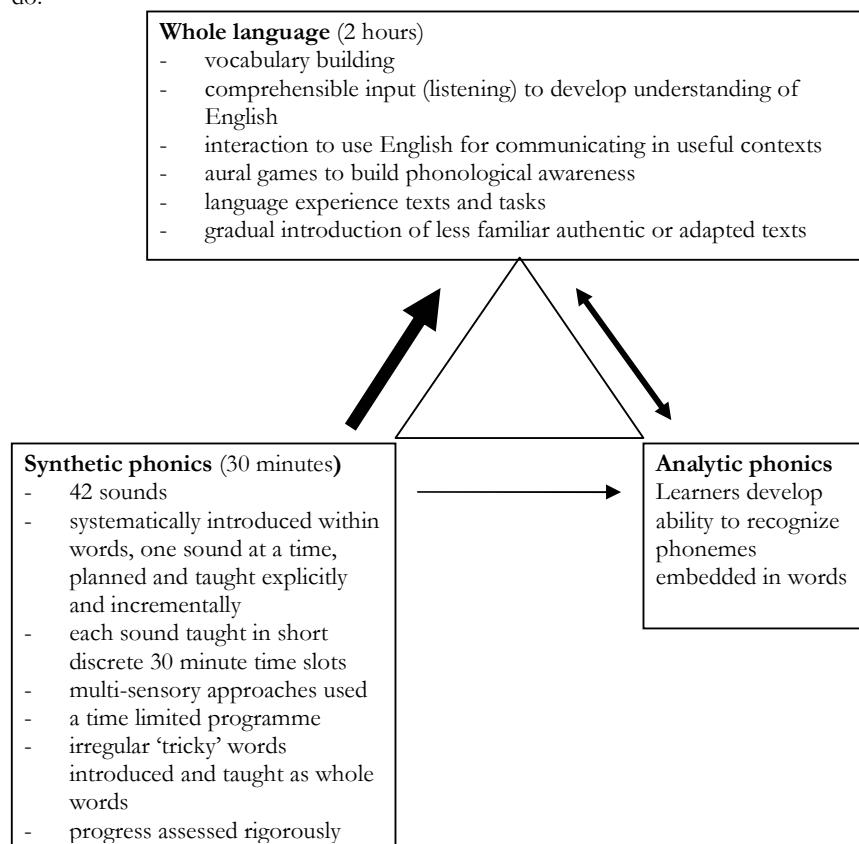 do.
Whole language (2 hours)
- vocabulary building
- comprehensible input (listening) to develop understanding of
English
- interaction to use English for communicating in useful contexts
- aural games to build phonological awareness
- language experience texts and tasks
- gradual introduction of less familiar authentic or adapted texts
Synthetic phonics (30 minutes)
- 42 sounds
- systematically introduced within
words, one sound at a time,
planned and taught explicitly
and incrementally
- each sound taught in short
discrete 30 minute time slots
- multi-sensory approaches used
- a time limited programme
- irregular ‘tricky’ words
introduced and taught as whole
words
- progress assessed rigorously
Analytic phonics
Learners develop
ability to recognize
phonemes
embedded in words